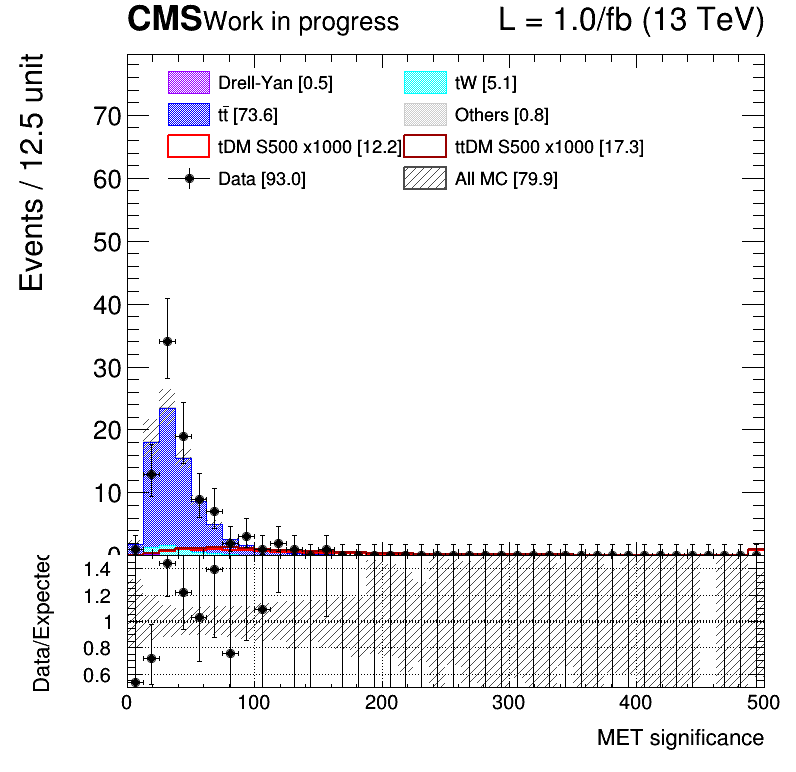 CMS Work in progress L = 1.0/fb (13 TeV)
Events / 12.5 unit
Drell-Yan [0.5] tW [5.1]
tt̄ [73.6] Others [0.8]
tDM S500 x1000 [12.2] ttDM S500 x1000 [17.3]
Data [93.0] All MC [79.9]
70
60
50
40
30
20
10
0
Data/Expected
1.4
1.2
1
0.8
0.6
0 100 200 300 400 500
MET significance